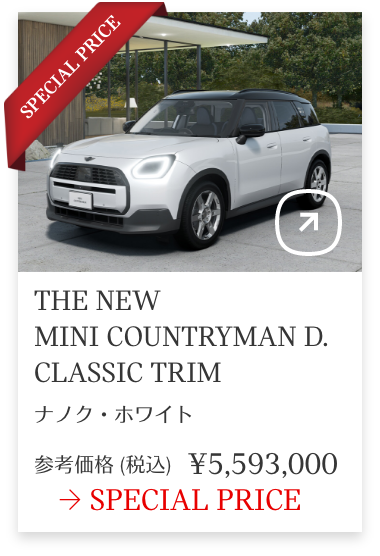 SPECIAL PRICE
THE NEW
MINI COUNTRYMAN D.
CLASSIC TRIM
ナノク・ホワイト
参考価格 (税込) ¥5,593,000
→ SPECIAL PRICE